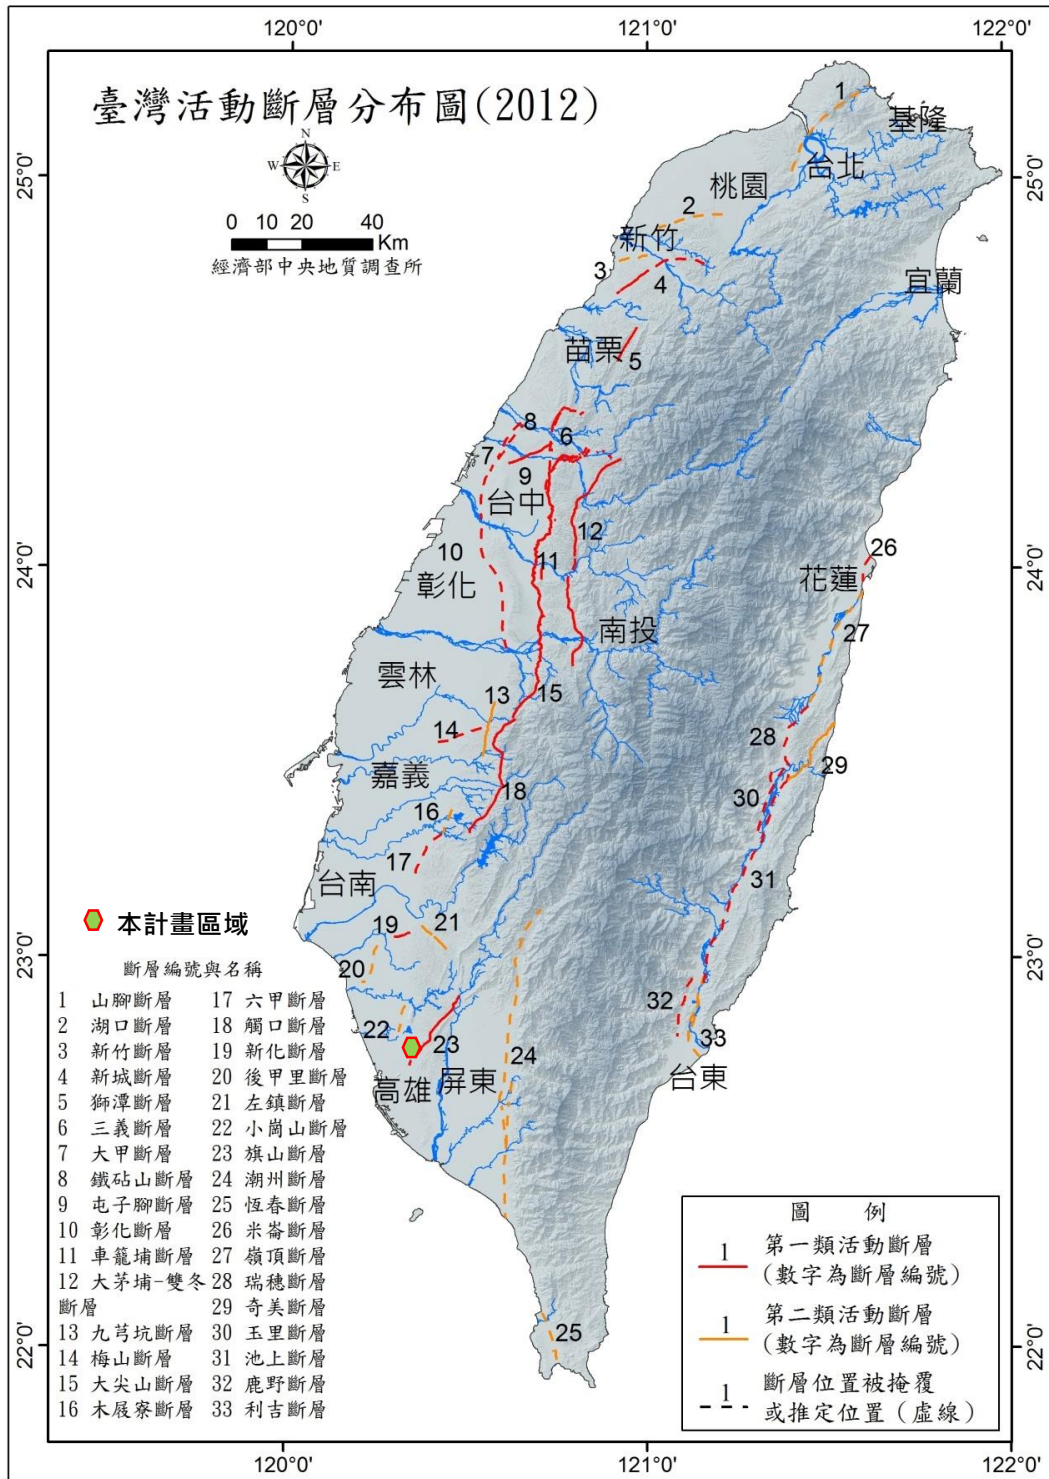 120°0'
121°0'
122°0'
臺灣活動斷層分布圖(2012)
N
W
E
S
0 10 20 40
Km
經濟部中央地質調查所
25°0'
25°0'
24°0'
24°0'
23°0'
23°0'
22°0'
22°0'
1
基隆
台北
桃園
2
新竹
3
4
宜蘭
苗栗
5
8
6
7
9
台中
12
10
11
彰化
26
花蓮
27
南投
雲林
13
15
14
28
29
嘉義
18
30
16
17
31
台南
19
21
20
32
22
23
24
33
高雄
屏東
台東
25
本計畫區域
斷層編號與名稱
1 山腳斷層 17 六甲斷層
2 湖口斷層 18 觸口斷層
3 新竹斷層 19 新化斷層
4 新城斷層 20 後甲里斷層
5 獅潭斷層 21 左鎮斷層
6 三義斷層 22 小崗山斷層
7 大甲斷層 23 旗山斷層
8 鐵砧山斷層 24 潮州斷層
9 屯子腳斷層 25 恆春斷層
10 彰化斷層 26 米崙斷層
11 車籠埔斷層 27 嶺頂斷層
12 大茅埔-雙冬 28 瑞穗斷層
斷層 29 奇美斷層
13 九芎坑斷層 30 玉里斷層
14 梅山斷層 31 池上斷層
15 大尖山斷層 32 鹿野斷層
16 木屐寮斷層 33 利吉斷層
圖 例
1 第一類活動斷層
(數字為斷層編號)
1 第二類活動斷層
(數字為斷層編號)
1 斷層位置被掩覆
或推定位置（虛線）
120°0'
121°0'
122°0'